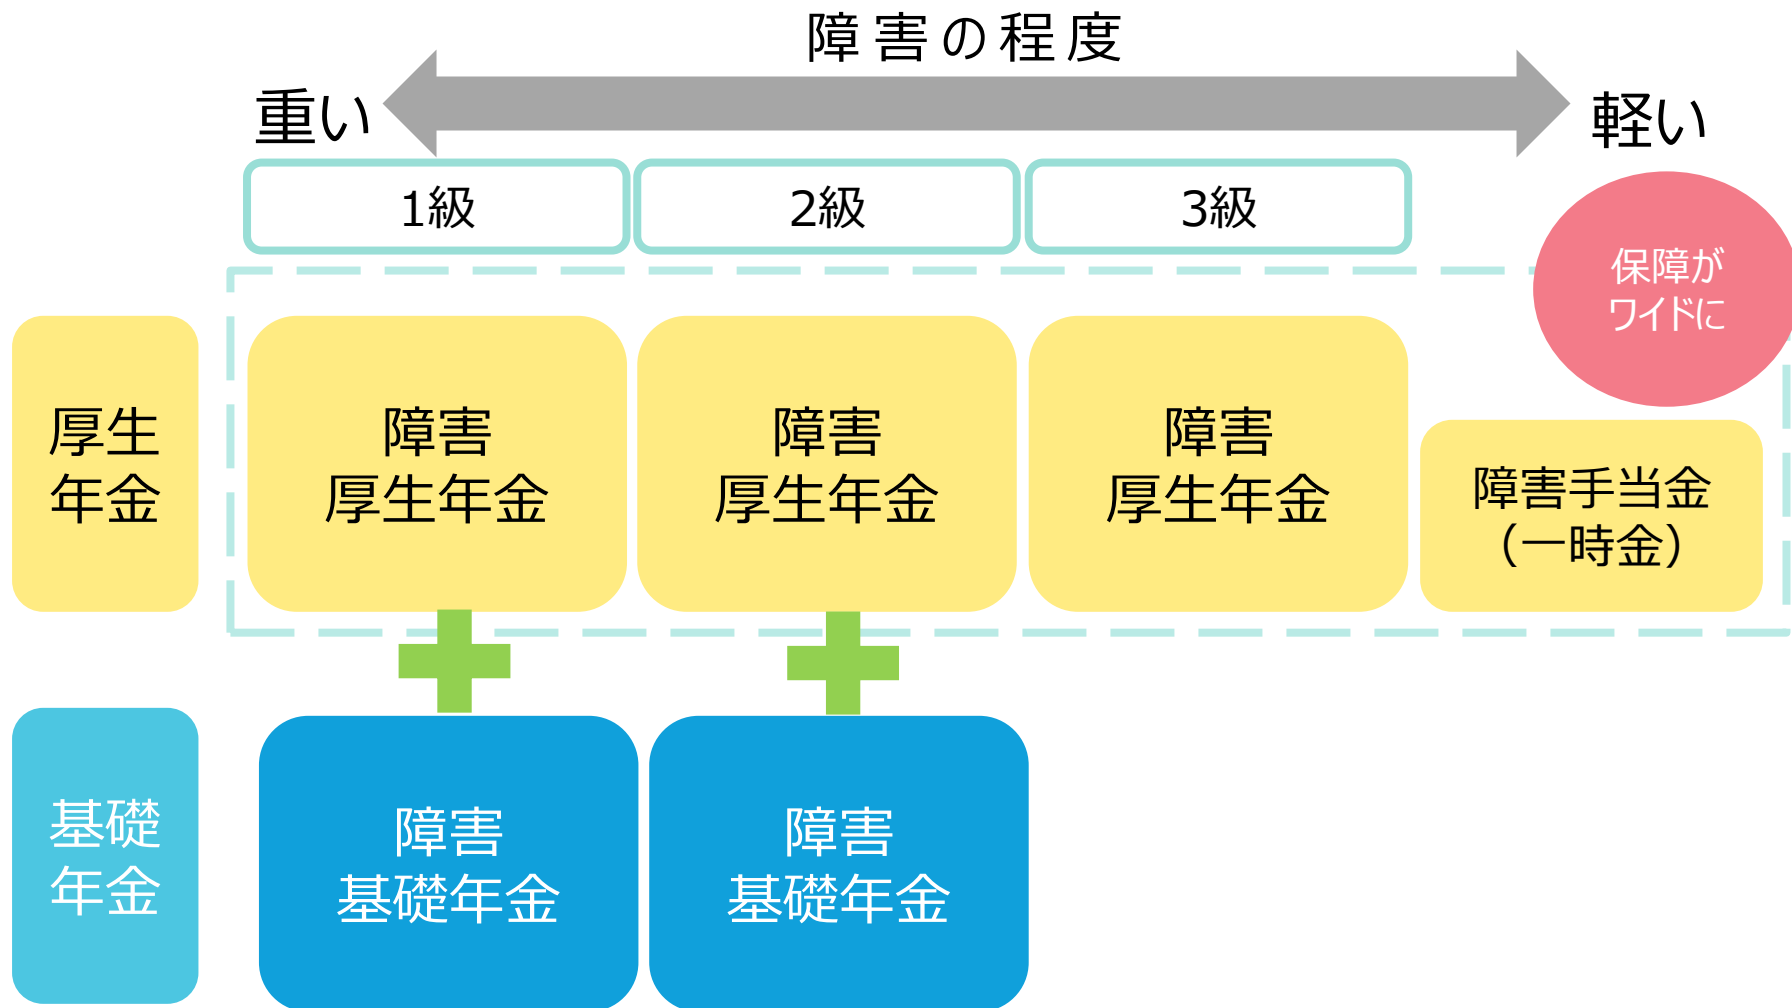 障害の程度
重い
軽い
1級
2級
3級
保障が
ワイドに
厚生
年金
障害
厚生年金
障害
厚生年金
障害
厚生年金
障害手当金
（一時金）
基礎
年金
障害
基礎年金
障害
基礎年金